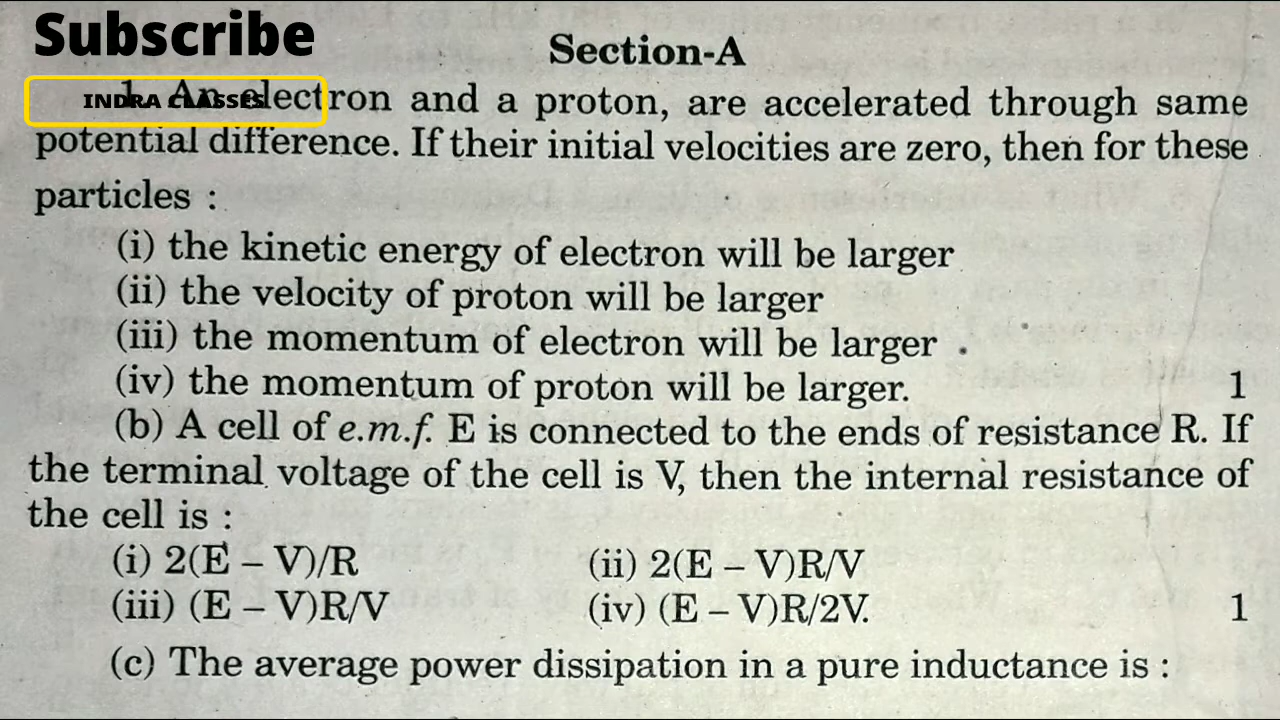 Subscribe
Section-A
INDRA CLASSES
1. An electron and a proton, are accelerated through same
potential difference. If their initial velocities are zero, then for these
particles :
(i) the kinetic energy of electron will be larger
(ii) the velocity of proton will be larger
(iii) the momentum of electron will be larger
(iv) the momentum of proton will be larger. 1
(b) A cell of e.m.f. E is connected to the ends of resistance R. If
the terminal voltage of the cell is V, then the internal resistance of
the cell is :
(i) 2(E – V)/R (ii) 2(E – V)R/V
(iii) (E – V)R/V (iv) (E – V)R/2V. 1
(c) The average power dissipation in a pure inductance is :